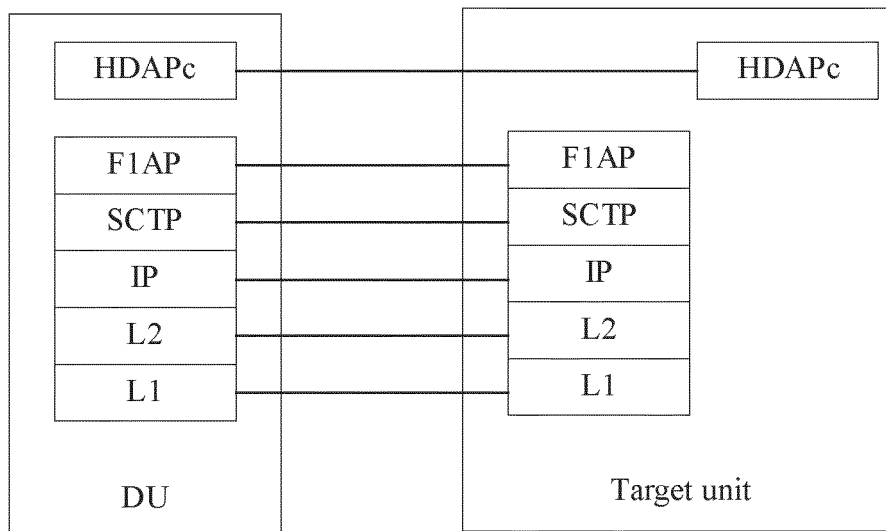 HDAPc
HDAPc
F1AP
F1AP
SCTP
SCTP
IP
IP
L2
L2
L1
L1
DU
Target unit